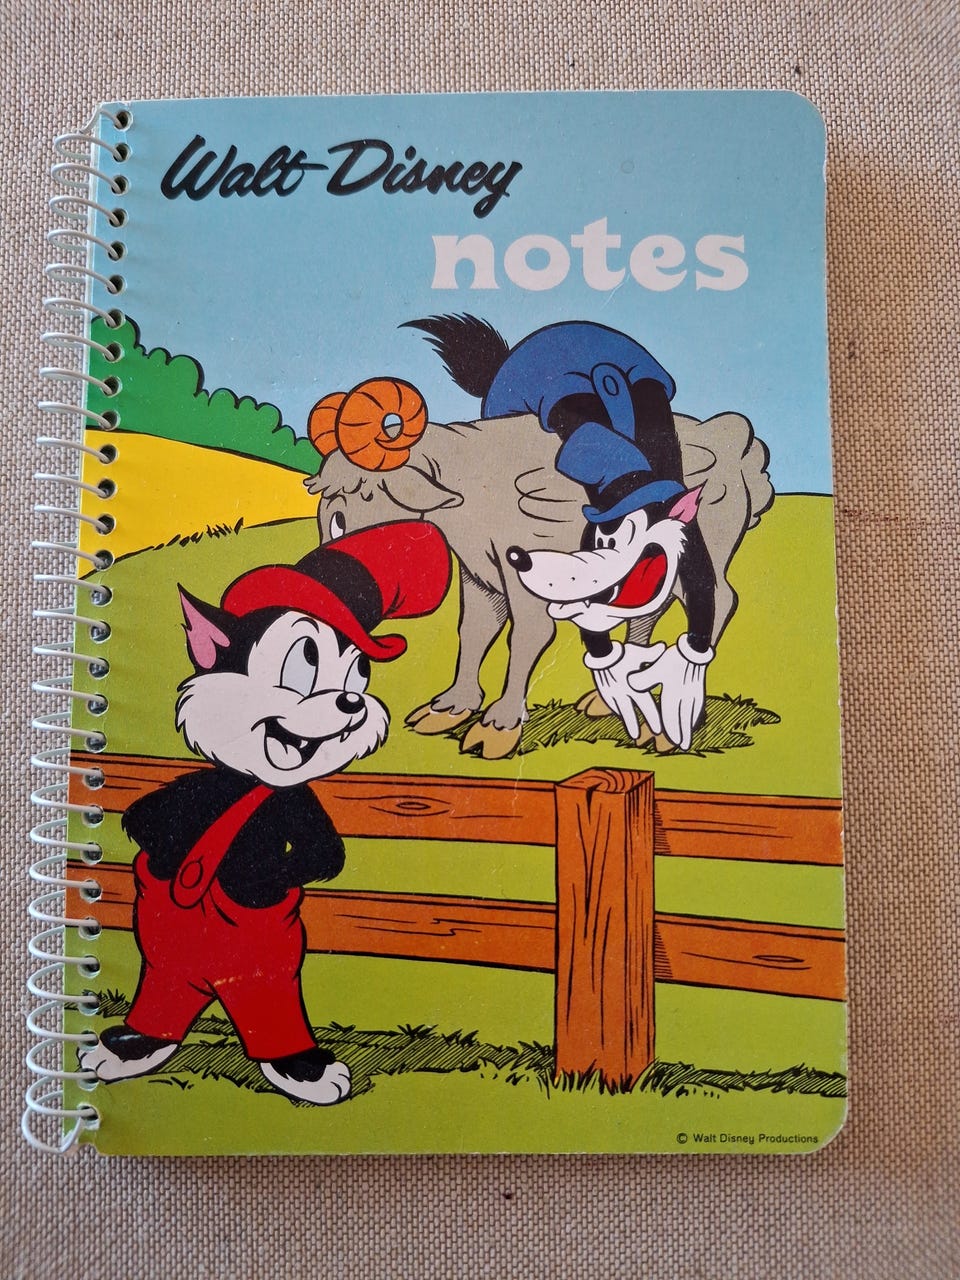 Walt Disney
notes
© Walt Disney Productions